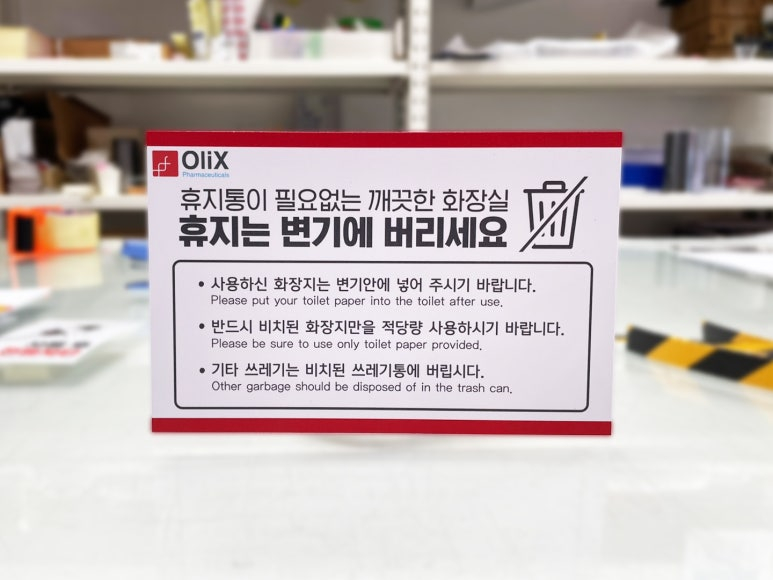 OliX
Pharmaceuticals
휴지통이 필요없는 깨끗한 화장실
휴지는 변기에 버리세요
• 사용하신 화장지는 변기안에 넣어 주시기 바랍니다.
Please put your toilet paper into the toilet after use.
• 반드시 비치된 화장지만을 적당량 사용하시기 바랍니다.
Please be sure to use only toilet paper provided.
• 기타 쓰레기는 비치된 쓰레기통에 버립시다.
Other garbage should be disposed of in the trash can.